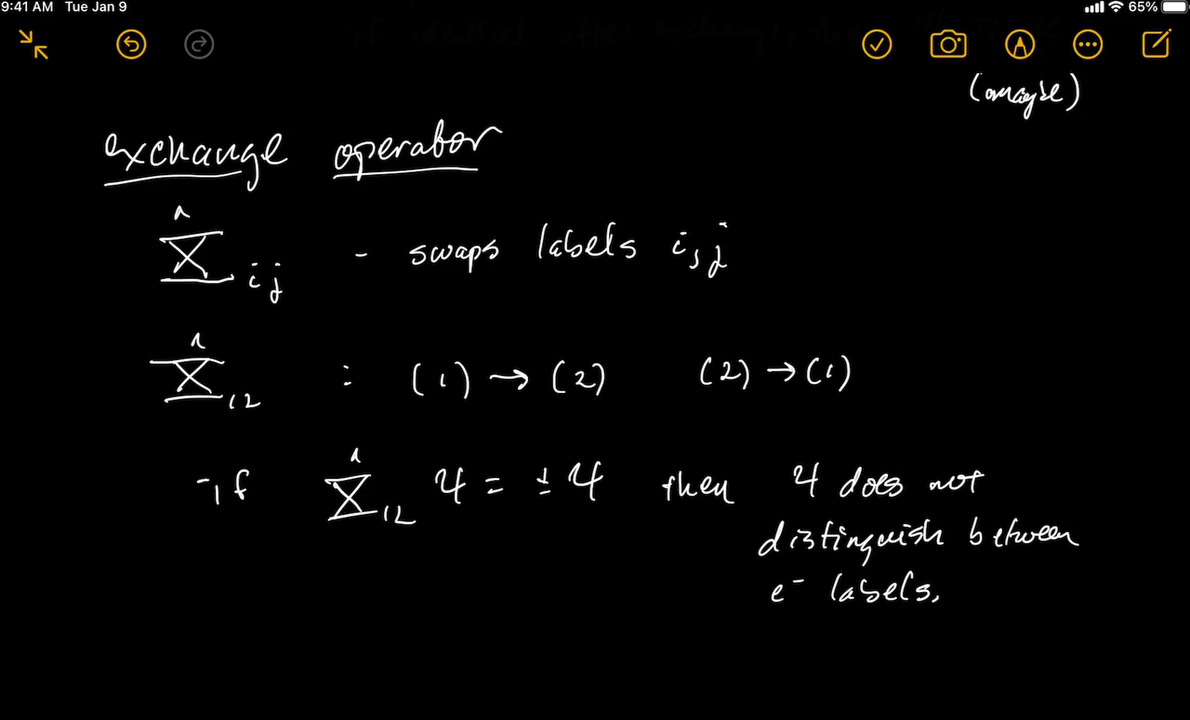 9:41 AM Tue Jan 9
65%
(maybe)
exchange operator
X̂ij - swaps labels i,j
X̂12 : (1) → (2) (2) → (1)
- if X̂12 Ψ = ± Ψ then Ψ does not
distinguish between
e⁻ labels.